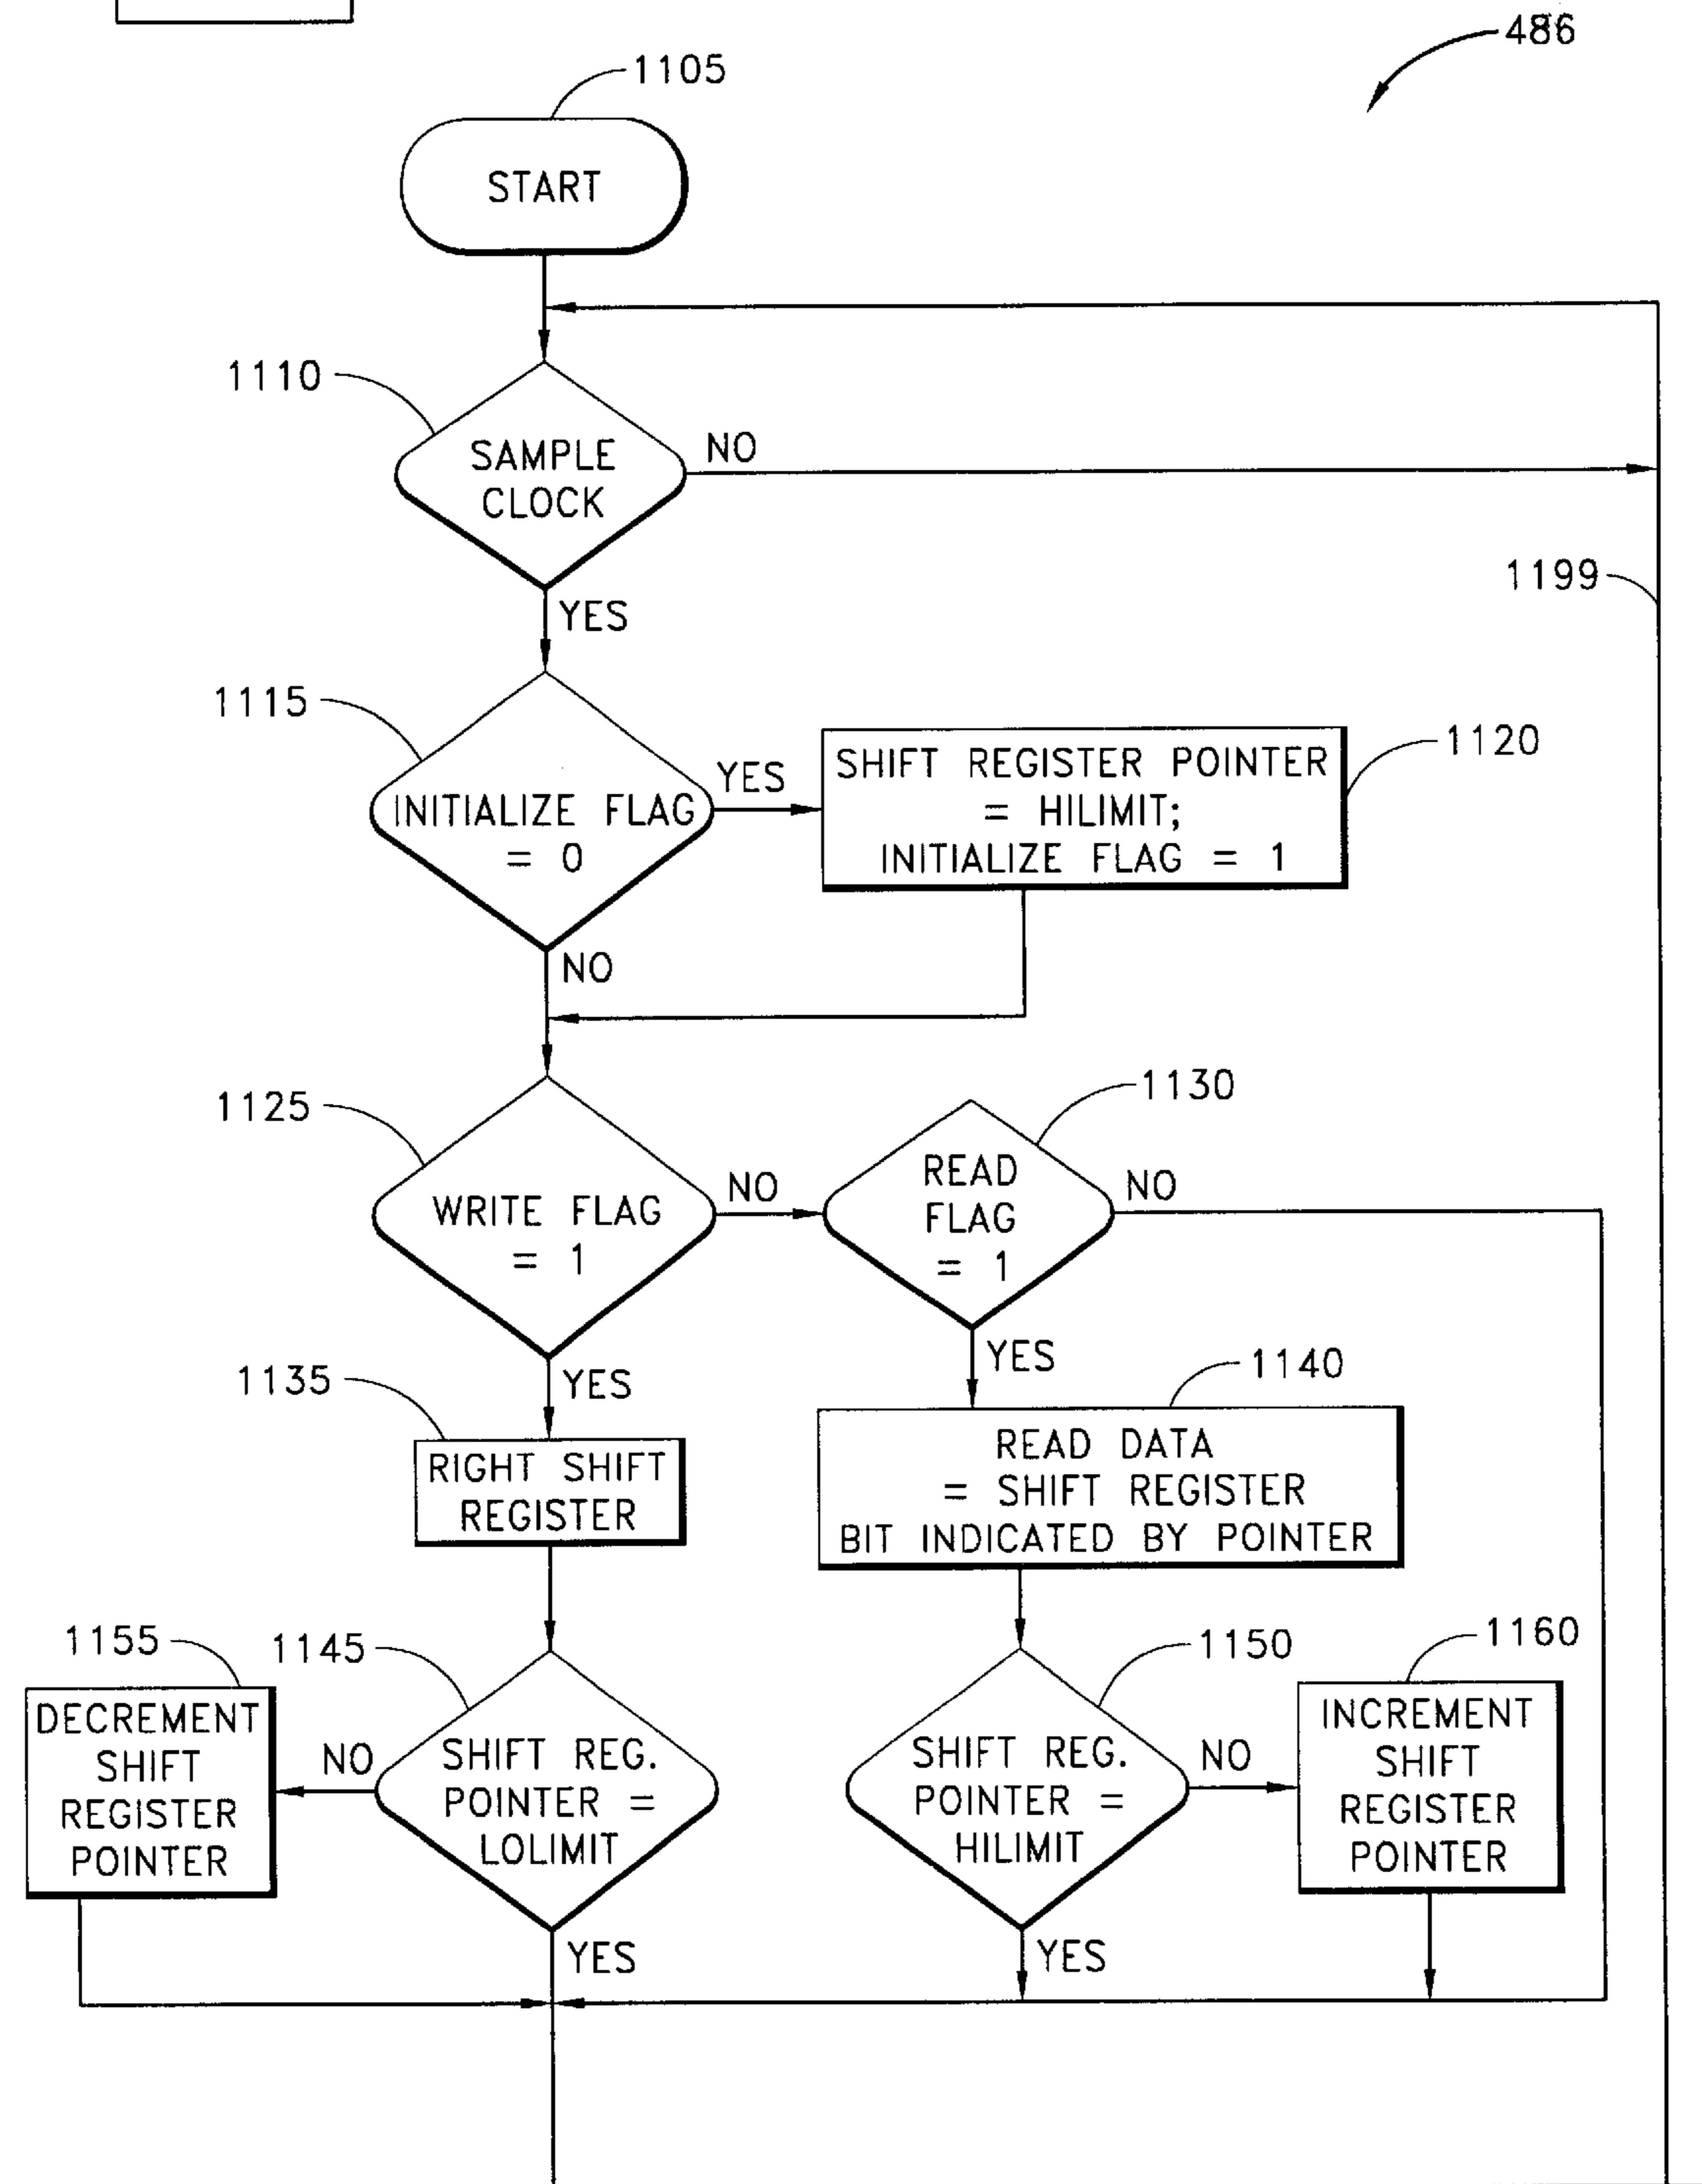 486
1105
START
1110
SAMPLE
CLOCK
NO
YES
1199
1115
INITIALIZE FLAG
= 0
YES
1120
SHIFT REGISTER POINTER
= HILIMIT;
INITIALIZE FLAG = 1
NO
1125
WRITE FLAG
= 1
NO
1130
READ
FLAG
= 1
NO
YES
1135
RIGHT SHIFT
REGISTER
YES
1140
READ DATA
= SHIFT REGISTER
BIT INDICATED BY POINTER
1155
DECREMENT
SHIFT
REGISTER
POINTER
NO
1145
SHIFT REG.
POINTER =
LOLIMIT
YES
1150
SHIFT REG.
POINTER =
HILIMIT
NO
YES
1160
INCREMENT
SHIFT
REGISTER
POINTER